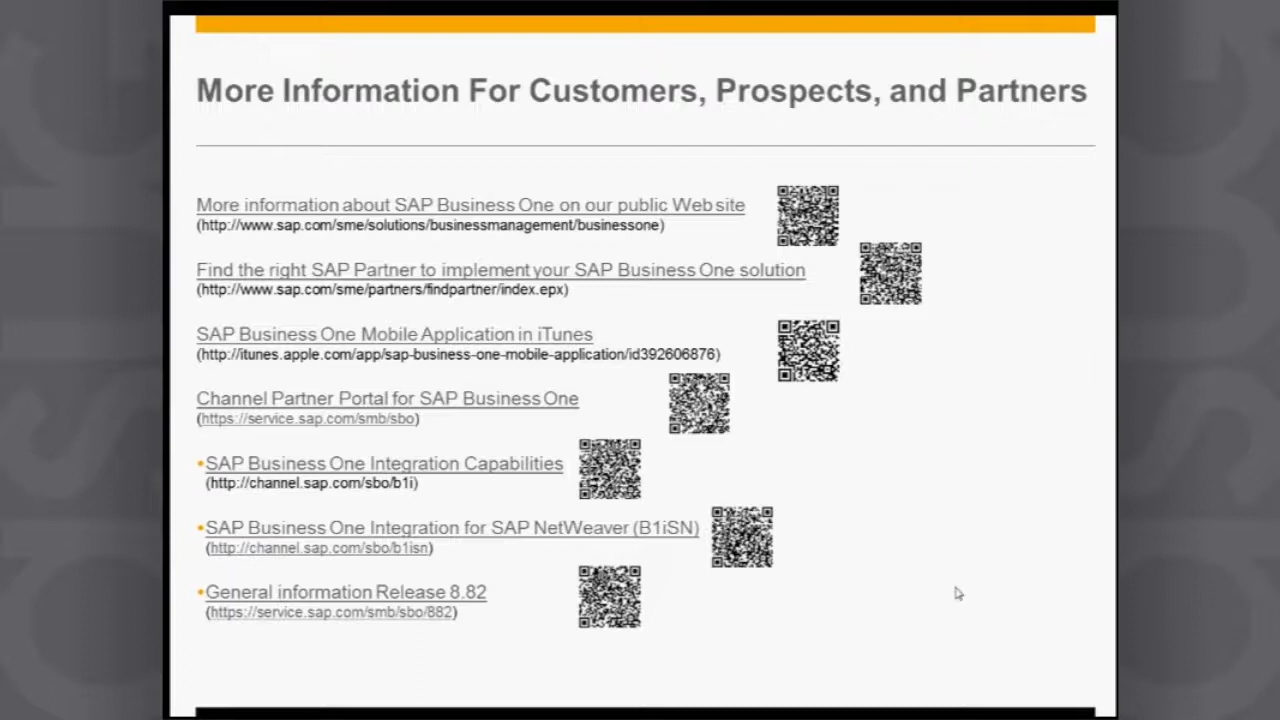 More Information For Customers, Prospects, and Partners
More information about SAP Business One on our public Web site
(http://www.sap.com/sme/solutions/businessmanagement/businessone)
Find the right SAP Partner to implement your SAP Business One solution
(http://www.sap.com/sme/partners/findpartner/index.epx)
SAP Business One Mobile Application in iTunes
(http://itunes.apple.com/app/sap-business-one-mobile-application/id392606876)
Channel Partner Portal for SAP Business One
(https://service.sap.com/smb/sbo)
•SAP Business One Integration Capabilities
(http://channel.sap.com/sbo/b1i)
•SAP Business One Integration for SAP NetWeaver (B1iSN)
(http://channel.sap.com/sbo/b1isn)
•General information Release 8.82
(https://service.sap.com/smb/sbo/882)